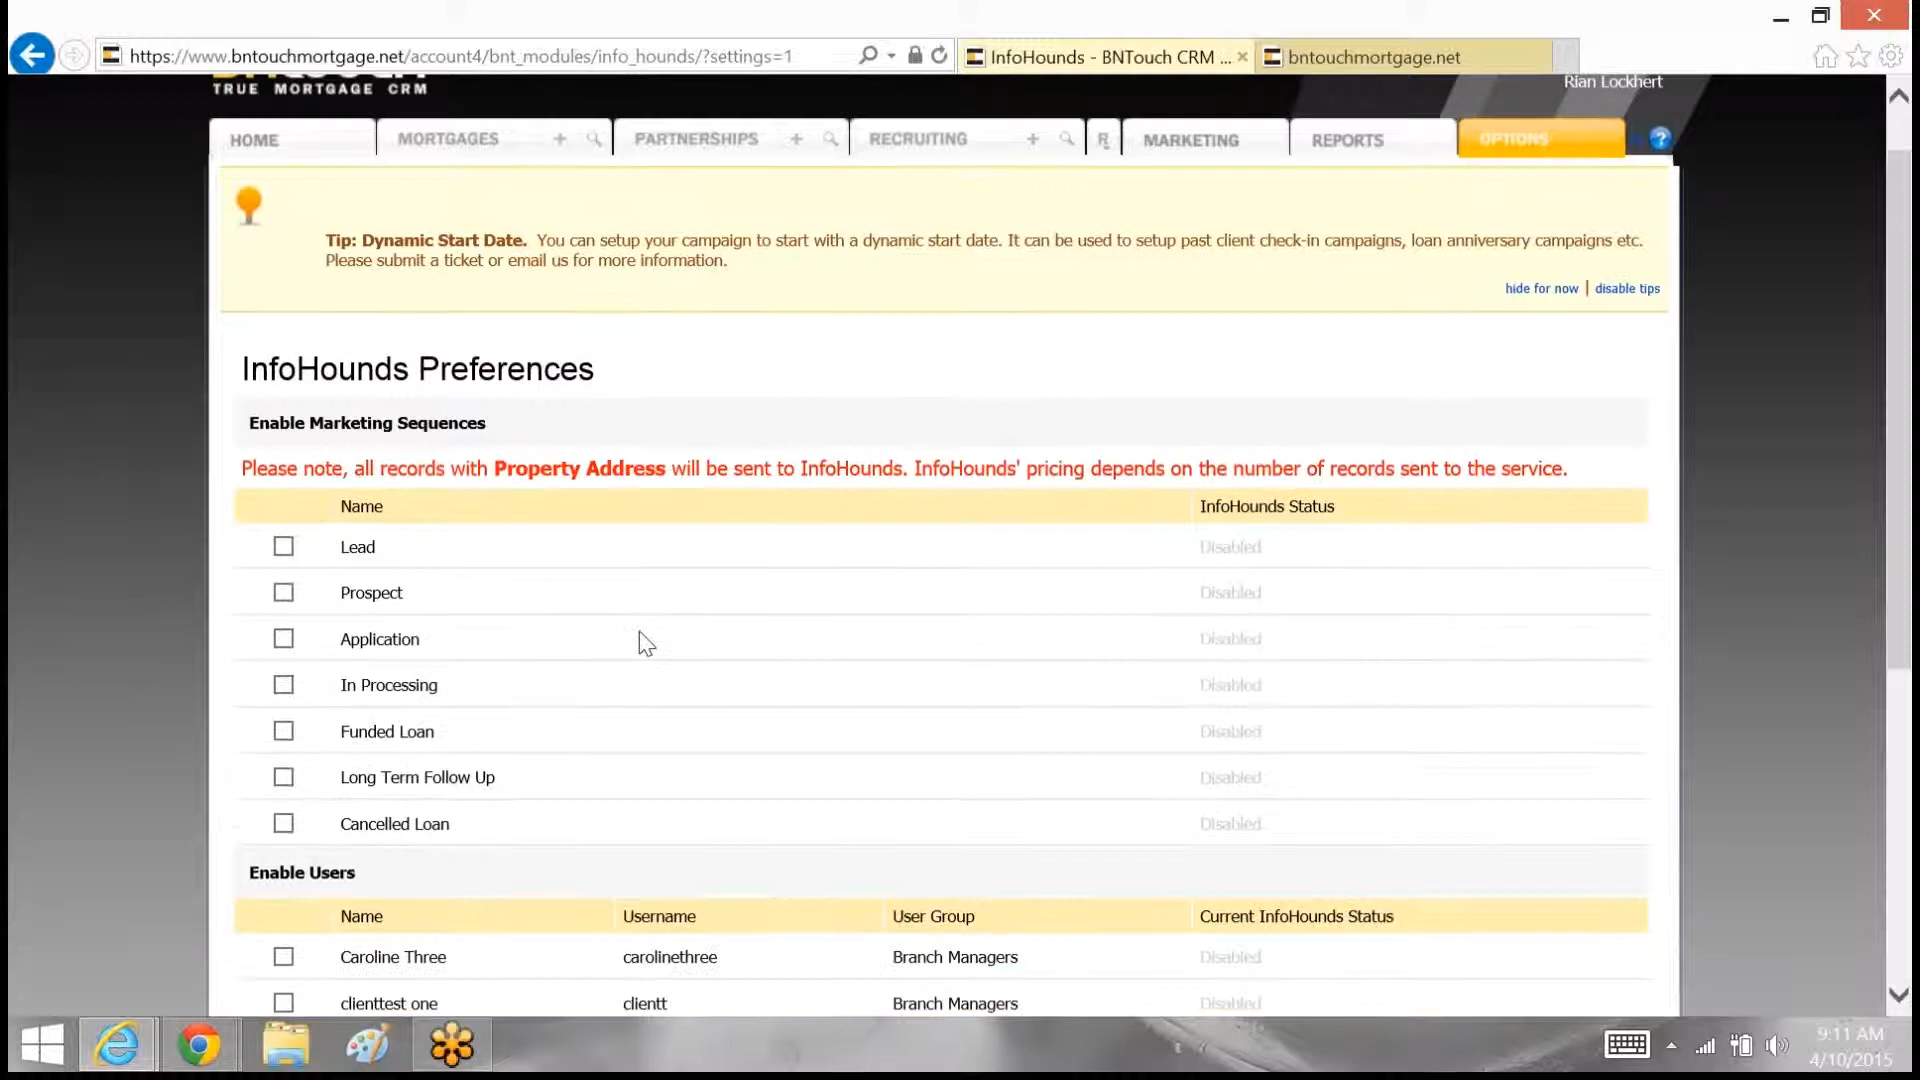 https://www.bntouchmortgage.net/account4/bnt_modules/info_hounds/?settings=1
InfoHounds - BNTouch CRM ...
bntouchmortgage.net
TRUE MORTGAGE CRM
Rian Lockhert
HOME
MORTGAGES
PARTNERSHIPS
RECRUITING
MARKETING
REPORTS
OPTIONS
Tip: Dynamic Start Date. You can setup your campaign to start with a dynamic start date. It can be used to setup past client check-in campaigns, loan anniversary campaigns etc.
Please submit a ticket or email us for more information.
hide for now | disable tips
InfoHounds Preferences
Enable Marketing Sequences
Please note, all records with Property Address will be sent to InfoHounds. InfoHounds' pricing depends on the number of records sent to the service.
Name InfoHounds Status
Lead Disabled
Prospect Disabled
Application Disabled
In Processing Disabled
Funded Loan Disabled
Long Term Follow Up Disabled
Cancelled Loan Disabled
Enable Users
Name Username User Group Current InfoHounds Status
Caroline Three carolinethree Branch Managers Disabled
clienttest one clientt Branch Managers Disabled
9:11 AM
4/10/2015